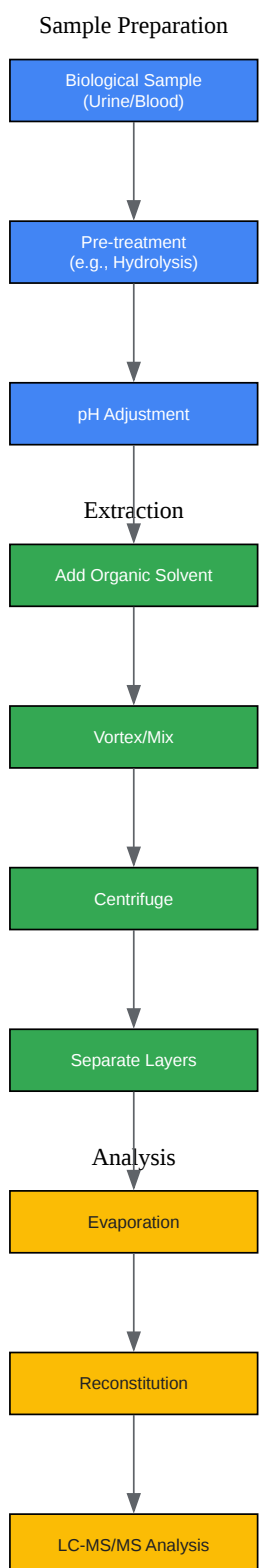 Sample Preparation
Biological Sample
(Urine/Blood)
Pre-treatment
(e.g., Hydrolysis)
pH Adjustment
Extraction
Add Organic Solvent
Vortex/Mix
Centrifuge
Separate Layers
Analysis
Evaporation
Reconstitution
LC-MS/MS Analysis